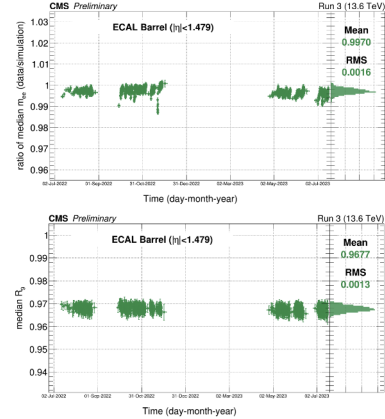 CMS Preliminary Run 3 (13.6 TeV)
ratio of median mee (data/simulation)
1.03
1.02
1.01
1
0.99
0.98
0.97
0.96
ECAL Barrel (|η|<1.479)
Mean
0.9970
RMS
0.0016
02-Jul-2022 31-Aug-2022 31-Oct-2022 31-Dec-2022 02-Mar-2023 02-May-2023 02-Jul-2023
Time (day-month-year)
CMS Preliminary Run 3 (13.6 TeV)
median R9
1
0.99
0.98
0.97
0.96
0.95
0.94
ECAL Barrel (|η|<1.479)
Mean
0.9677
RMS
0.0013
02-Jul-2022 01-Sep-2022 31-Oct-2022 31-Dec-2022 02-Mar-2023 02-May-2023 02-Jul-2023
Time (day-month-year)